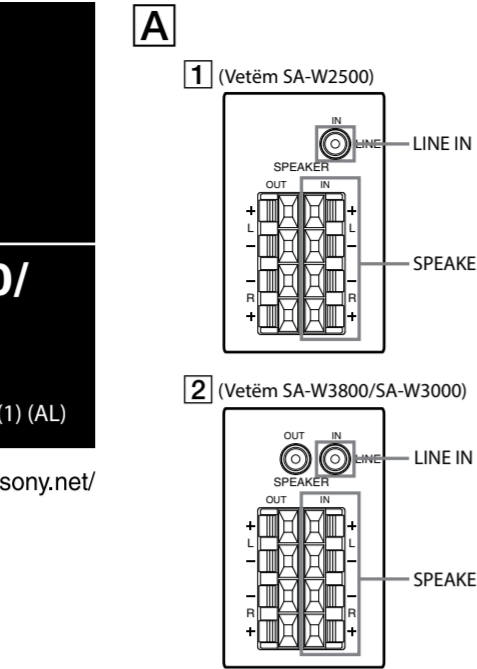 0/
(1) (AL)
sony.net/
A
1 (Vetëm SA-W2500)
IN
LINE
LINE IN
SPEAKER
OUT IN
+ +
L L
− −
SPEAKE
− −
R R
+ +
2 (Vetëm SA-W3800/SA-W3000)
OUT IN
LINE
LINE IN
SPEAKER
OUT IN
+ +
L L
− −
SPEAKE
− −
R R
+ +